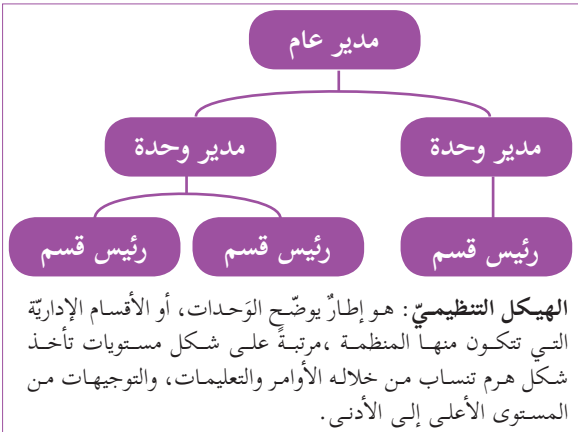 مدير عام
مدير وحدة مدير وحدة
رئيس قسم رئيس قسم رئيس قسم
الهيكل التنظيميّ: هو إطارٌ يوضّح الوَحدات، أو الأقسام الإداريّة
التي تتكون منها المنظمة ،مرتبةً على شكل مستويات تأخذ
شكل هرم تنساب من خلاله الأوامر والتعليمات، والتوجيهات من
المستوى الأعلى إلى الأدنى.